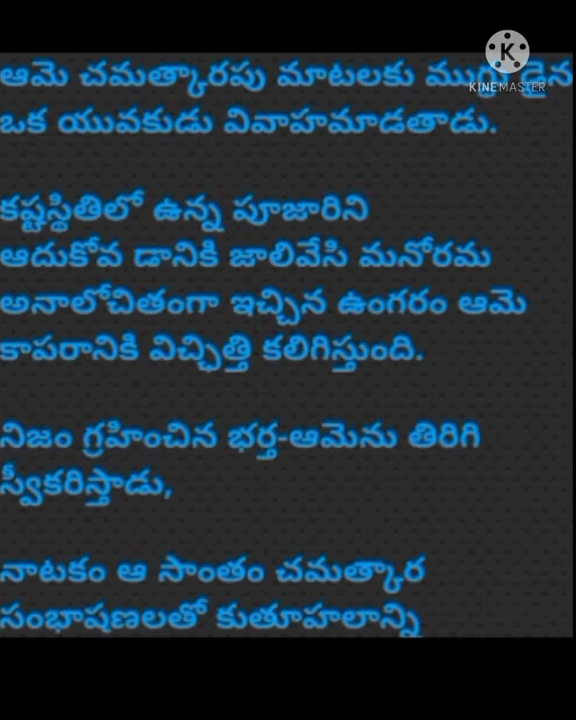 KINEMASTER
ఆమె చమత్కారపు మాటలకు
ఒక యువకుడు వివాహమాడతాడు.
కష్టస్థితిలో ఉన్న పూజారిని
ఆదుకోవ డానికి జాలివేసి మనోరమ
అనాలోచితంగా ఇచ్చిన ఉంగరం ఆమె
కాపరానికి విచ్ఛిత్తి కలిగిస్తుంది.
నిజం గ్రహించిన భర్త-ఆమెను తిరిగి
స్వీకరిస్తాడు,
నాటకం ఆ సాంతం చమత్కార
సంభాషణలతో కుతూహలాన్ని